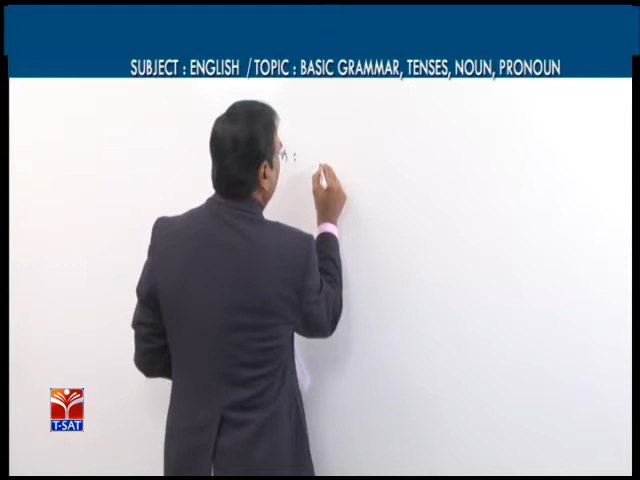 SUBJECT : ENGLISH / TOPIC : BASIC GRAMMAR, TENSES, NOUN, PRONOUN
T-SAT